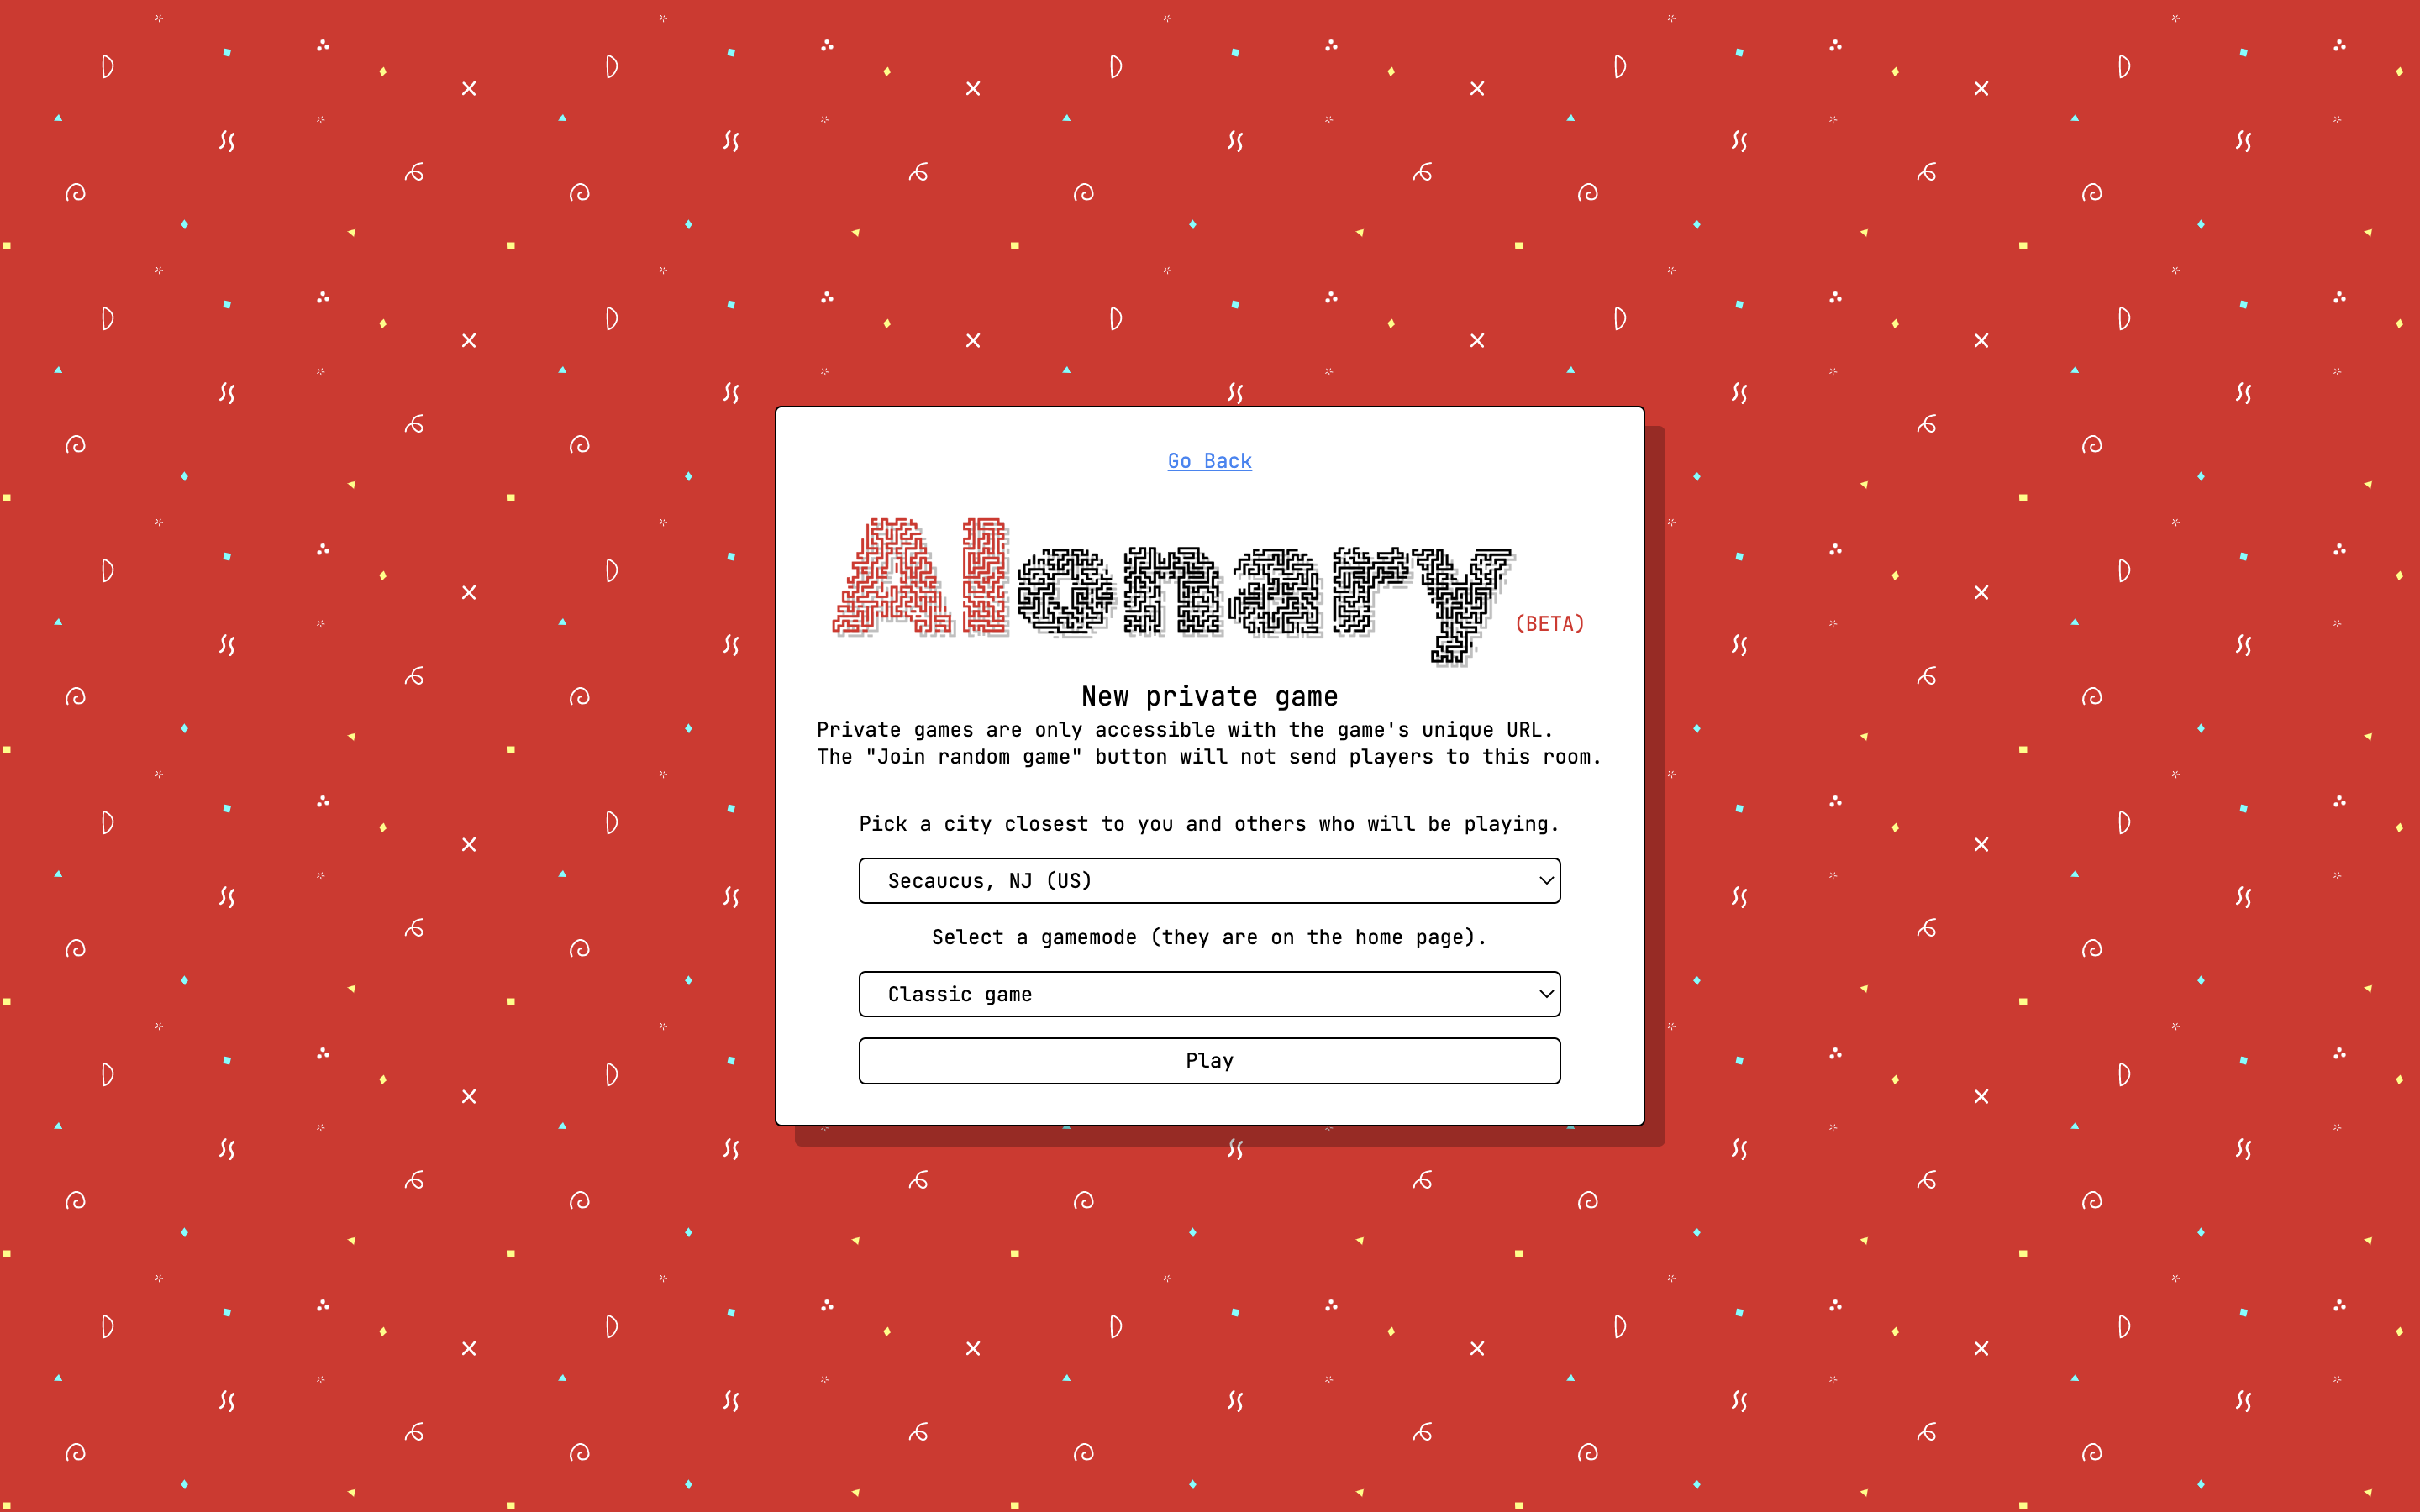 Go Back
AIonary (BETA)
New private game
Private games are only accessible with the game's unique URL.
The "Join random game" button will not send players to this room.
Pick a city closest to you and others who will be playing.
Secaucus, NJ (US)
Select a gamemode (they are on the home page).
Classic game
Play